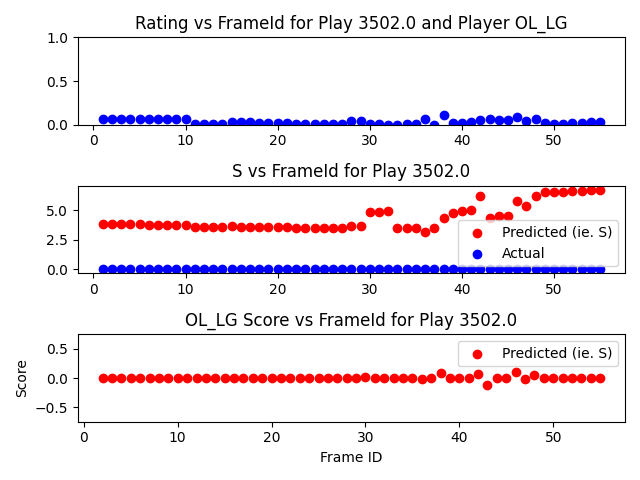 Rating vs FrameId for Play 3502.0 and Player OL_LG
1.0
0.5
0.0
0 10 20 30 40 50
S vs FrameId for Play 3502.0
5.0
2.5
0.0
Predicted (ie. S)
Actual
0 10 20 30 40 50
OL_LG Score vs FrameId for Play 3502.0
Score
0.5
0.0
−0.5
Predicted (ie. S)
0 10 20 30 40 50
Frame ID